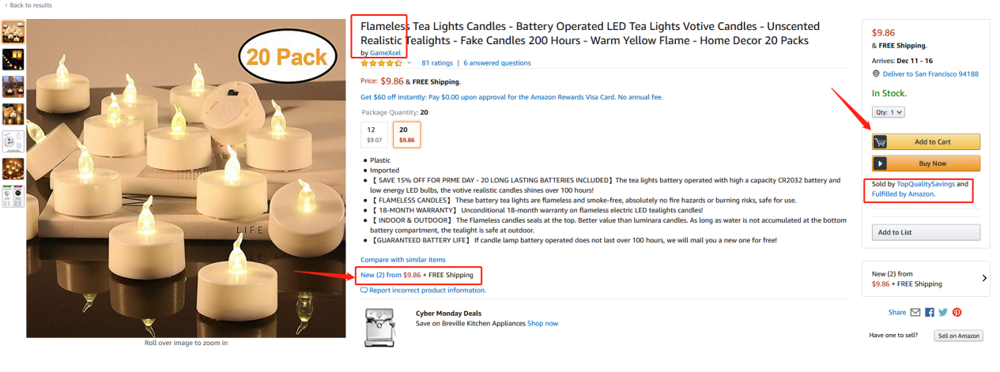 ‹ Back to results
20 Pack
LIFE
Roll over image to zoom in
Flameless Tea Lights Candles - Battery Operated LED Tea Lights Votive Candles - Unscented
Realistic Tealights - Fake Candles 200 Hours - Warm Yellow Flame - Home Decor 20 Packs
by GameXcel
81 ratings | 6 answered questions
Price: $9.86 & FREE Shipping.
Get $60 off instantly: Pay $0.00 upon approval for the Amazon Rewards Visa Card. No annual fee.
Package Quantity: 20
12
$9.07
20
$9.86
• Plastic
• Imported
• 【 SAVE 15% OFF FOR PRME DAY - 20 LONG LASTING BATTERIES INCLUDED】The tea lights battery operated with high a capacity CR2032 battery and
low energy LED bulbs, the votive realistic candles shines over 100 hours!
• 【 FLAMELESS CANDLES】 These battery tea lights are flameless and smoke-free, absolutely no fire hazards or burning risks, safe for use.
• 【 18-MONTH WARRANTY】 Unconditional 18-month warranty on flameless electric LED tealights candles!
• 【 INDOOR & OUTDOOR】 The Flameless candles seals at the top. Better value than luminara candles. As long as water is not accumulated at the bottom
battery compartment, the tealight is safe at outdoor.
• 【GUARANTEED BATTERY LIFE】 If candle lamp battery operated does not last over 100 hours, we will mail you a new one for free!
Compare with similar items
New (2) from $9.86 + FREE Shipping
Report incorrect product information.
Cyber Monday Deals
Save on Breville Kitchen Appliances Shop now
$9.86
& FREE Shipping.
Arrives: Dec 11 - 16
Deliver to San Francisco 94188
In Stock.
Qty: 1
Add to Cart
Buy Now
Sold by TopQualitySavings and
Fulfilled by Amazon.
Add to List
New (2) from
$9.86 + FREE Shipping
Share
Have one to sell?
Sell on Amazon